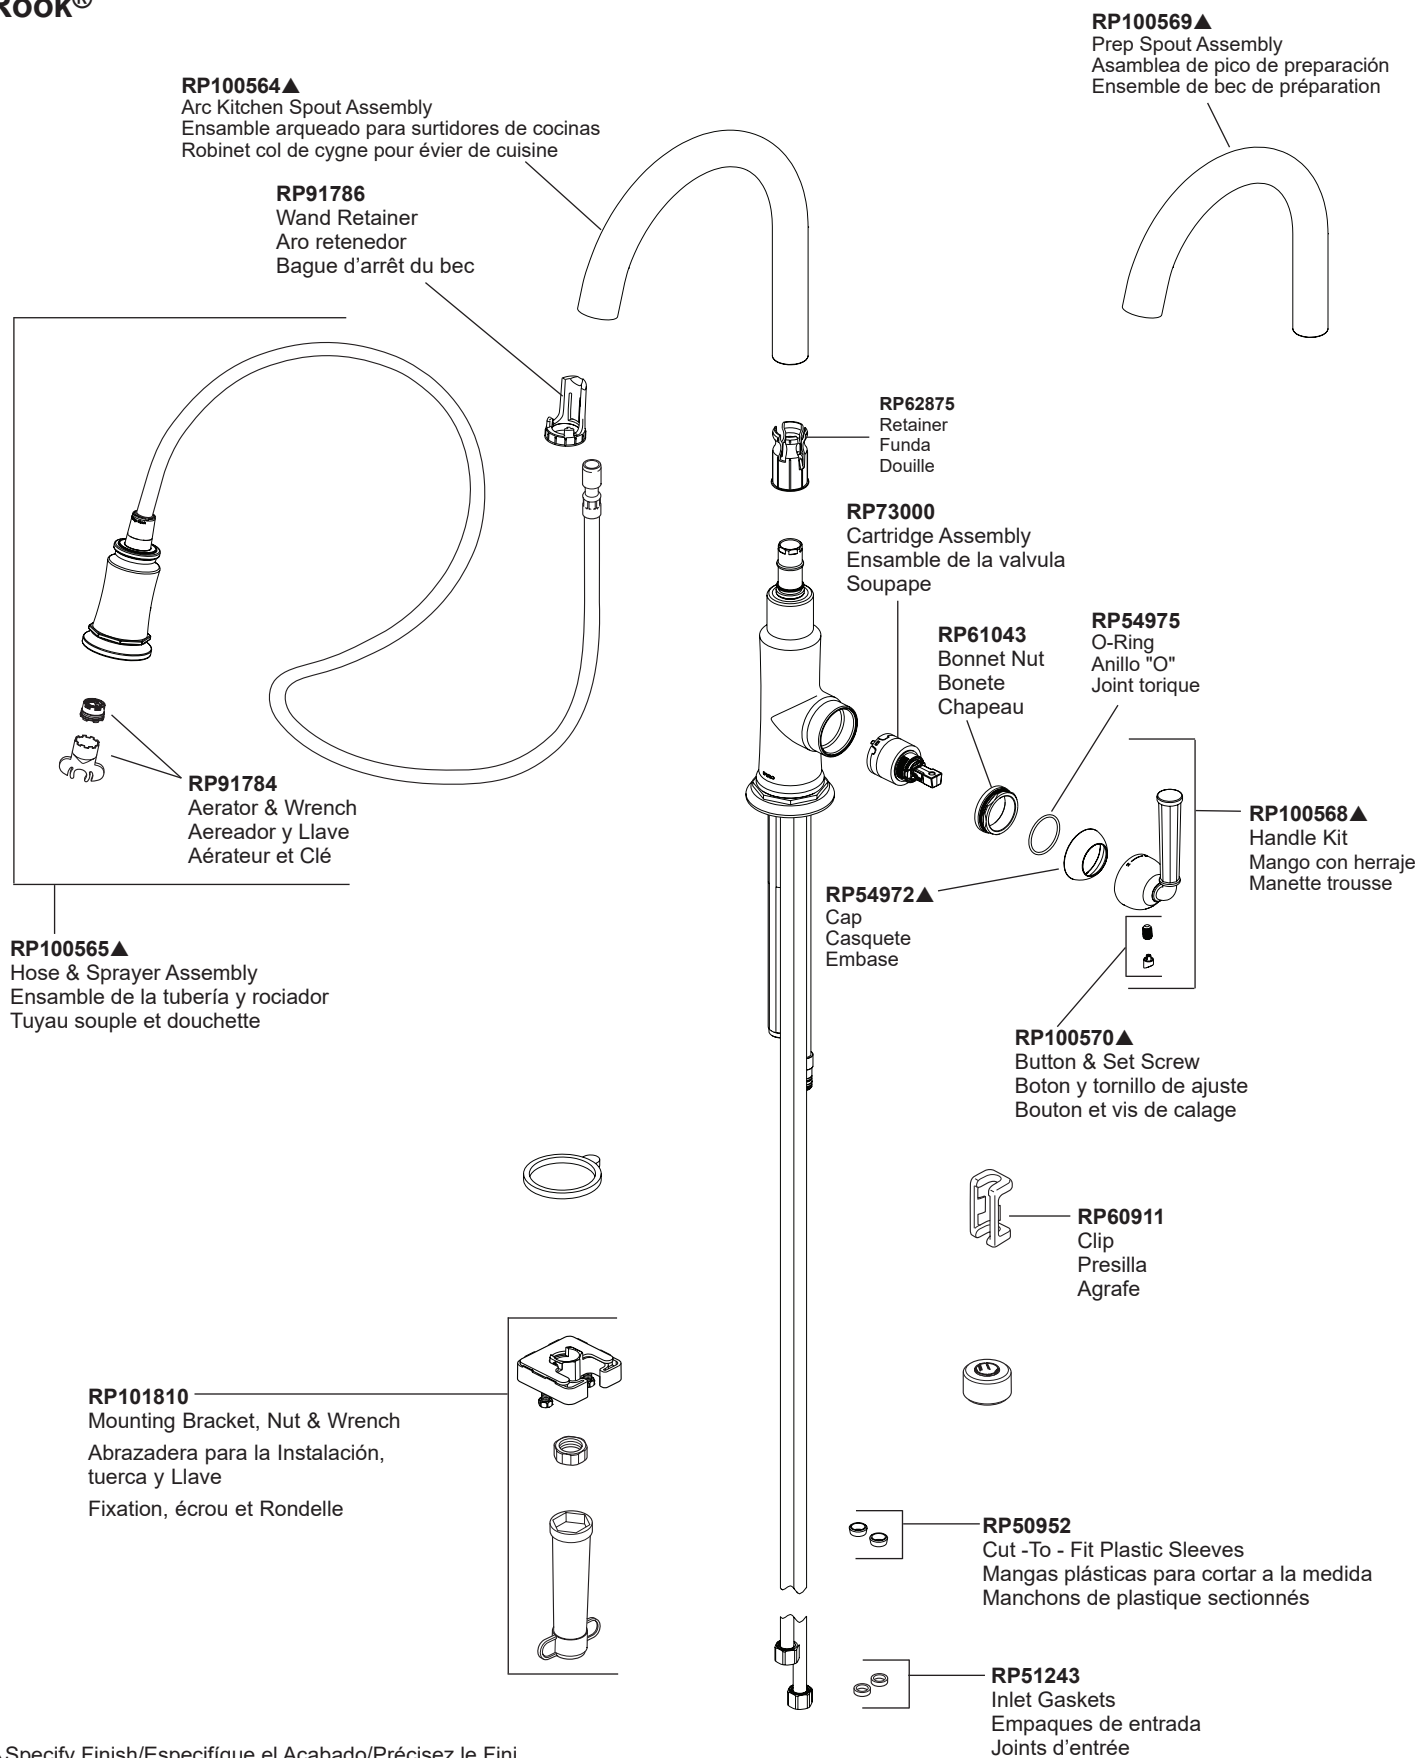 Rook®
RP100569▲
Prep Spout Assembly
Asamblea de pico de preparación
Ensemble de bec de préparation
RP100564▲
Arc Kitchen Spout Assembly
Ensamble arqueado para surtidores de cocinas
Robinet col de cygne pour évier de cuisine
RP91786
Wand Retainer
Aro retenedor
Bague d’arrêt du bec
RP62875
Retainer
Funda
Douille
RP73000
Cartridge Assembly
Ensamble de la valvula
Soupape
RP61043
Bonnet Nut
Bonete
Chapeau
RP54975
O-Ring
Anillo "O"
Joint torique
RP91784
Aerator & Wrench
Aereador y Llave
Aérateur et Clé
RP100568▲
Handle Kit
Mango con herraje
Manette trousse
RP54972▲
Cap
Casquete
Embase
RP100565▲
Hose & Sprayer Assembly
Ensamble de la tubería y rociador
Tuyau souple et douchette
RP100570▲
Button & Set Screw
Boton y tornillo de ajuste
Bouton et vis de calage
RP60911
Clip
Presilla
Agrafe
RP101810
Mounting Bracket, Nut & Wrench
Abrazadera para la Instalación,
tuerca y Llave
Fixation, écrou et Rondelle
RP50952
Cut -To - Fit Plastic Sleeves
Mangas plásticas para cortar a la medida
Manchons de plastique sectionnés
RP51243
Inlet Gaskets
Empaques de entrada
Joints d’entrée
▲Specify Finish/Especifíque el Acabado/Précisez le Fini